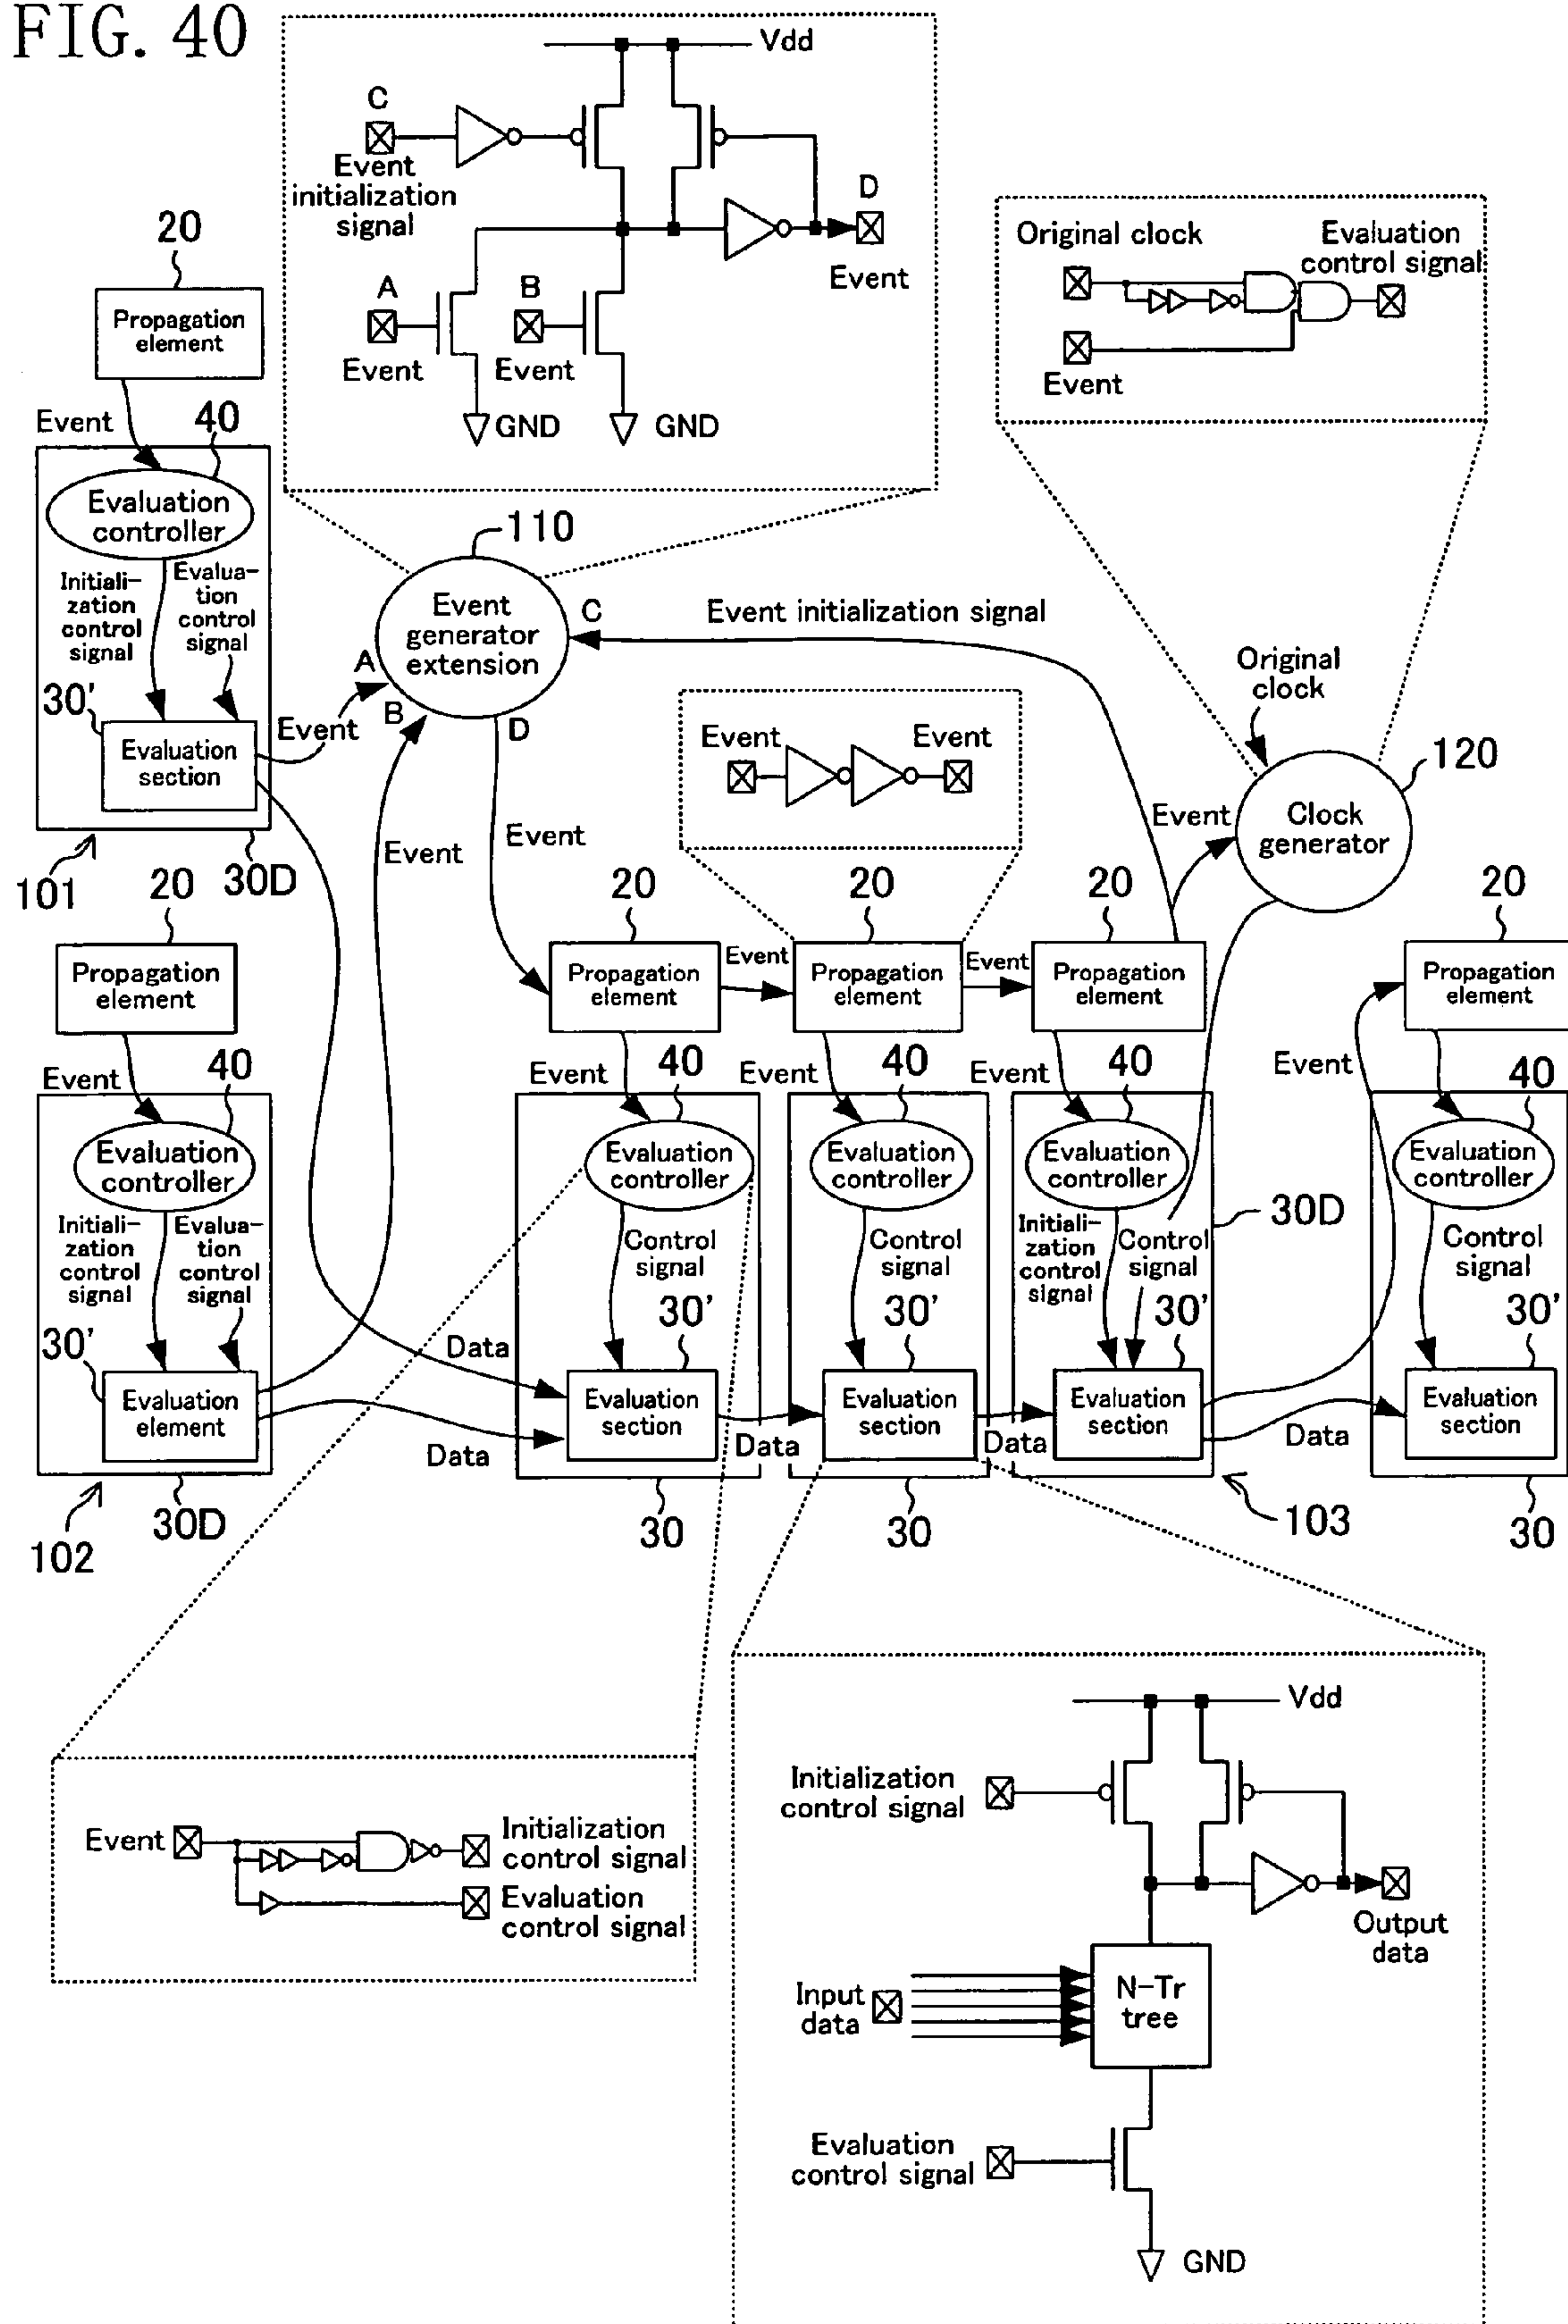 FIG. 40
Vdd
C
Event
initialization
signal
D
Event
A
Event
B
Event
GND
GND
Original clock
Evaluation
control signal
Event
20
Propagation
element
Event
40
Evaluation
controller
Initiali-
zation
control
signal
Evalua-
tion
control
signal
30'
Evaluation
section
Event
101
30D
110
Event
generator
extension
A
B
C
D
Event initialization signal
Event
Event
Event
Event
Original
clock
120
Clock
generator
Event
20
Propagation
element
Event
40
Evaluation
controller
Initiali-
zation
control
signal
Evalua-
tion
control
signal
30'
Evaluation
element
102
30D
Data
Data
20
Propagation
element
Event
20
Propagation
element
Event
20
Propagation
element
20
Propagation
element
Event
40
Evaluation
controller
Control
signal
30'
Evaluation
section
30
Data
Event
40
Evaluation
controller
Control
signal
30'
Evaluation
section
30
Data
Event
40
Evaluation
controller
Initiali-
zation
control
signal
Control
signal
30'
Evaluation
section
30D
103
Event
Data
40
Evaluation
controller
Control
signal
30'
Evaluation
section
30
Event
Initialization
control signal
Evaluation
control signal
Vdd
Initialization
control signal
Output
data
Input
data
N-Tr
tree
Evaluation
control signal
GND